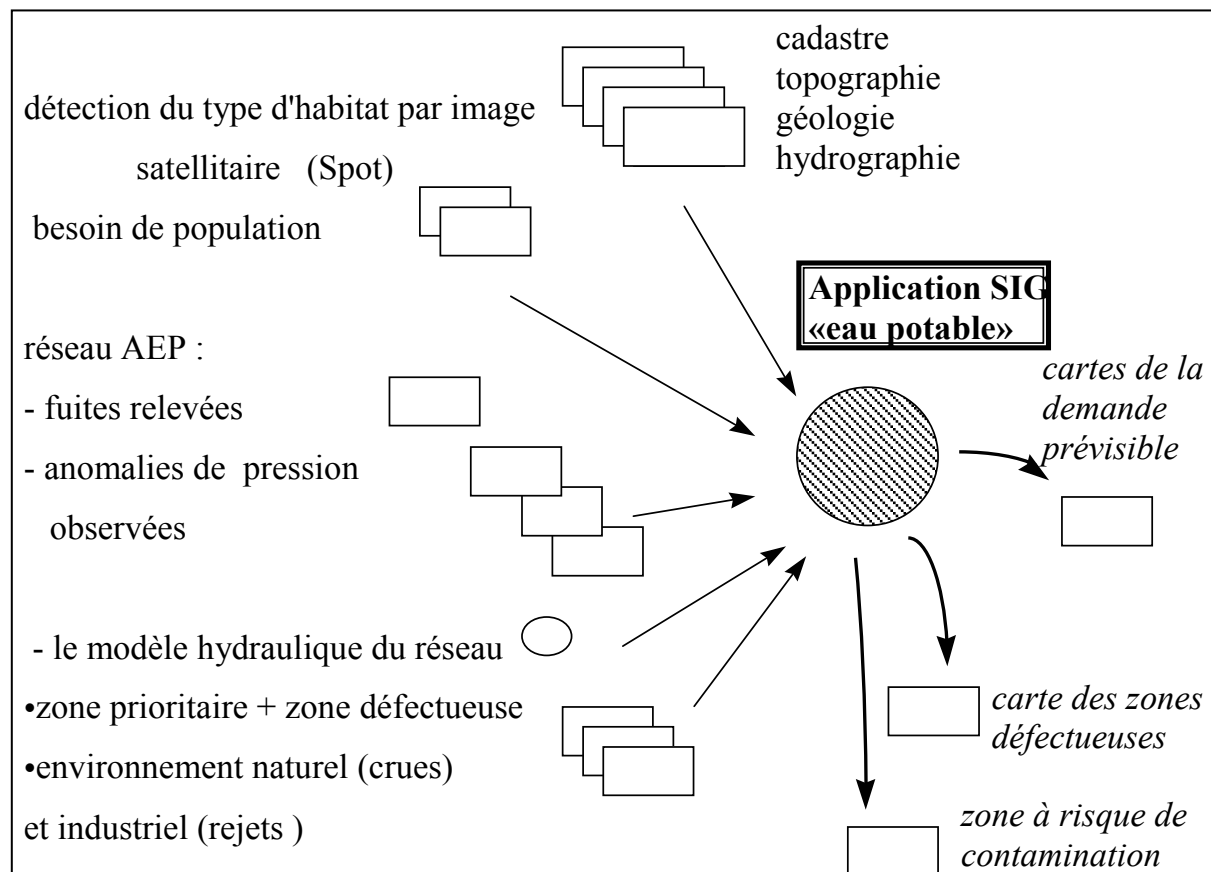 cadastre
topographie
géologie
hydrographie
détection du type d'habitat par image
satellitaire (Spot)
besoin de population
Application SIG
«eau potable»
réseau AEP :
- fuites relevées
- anomalies de pression
observées
cartes de la
demande
prévisible
- le modèle hydraulique du réseau
•zone prioritaire + zone défectueuse
•environnement naturel (crues)
et industriel (rejets )
carte des zones
défectueuses
zone à risque de
contamination